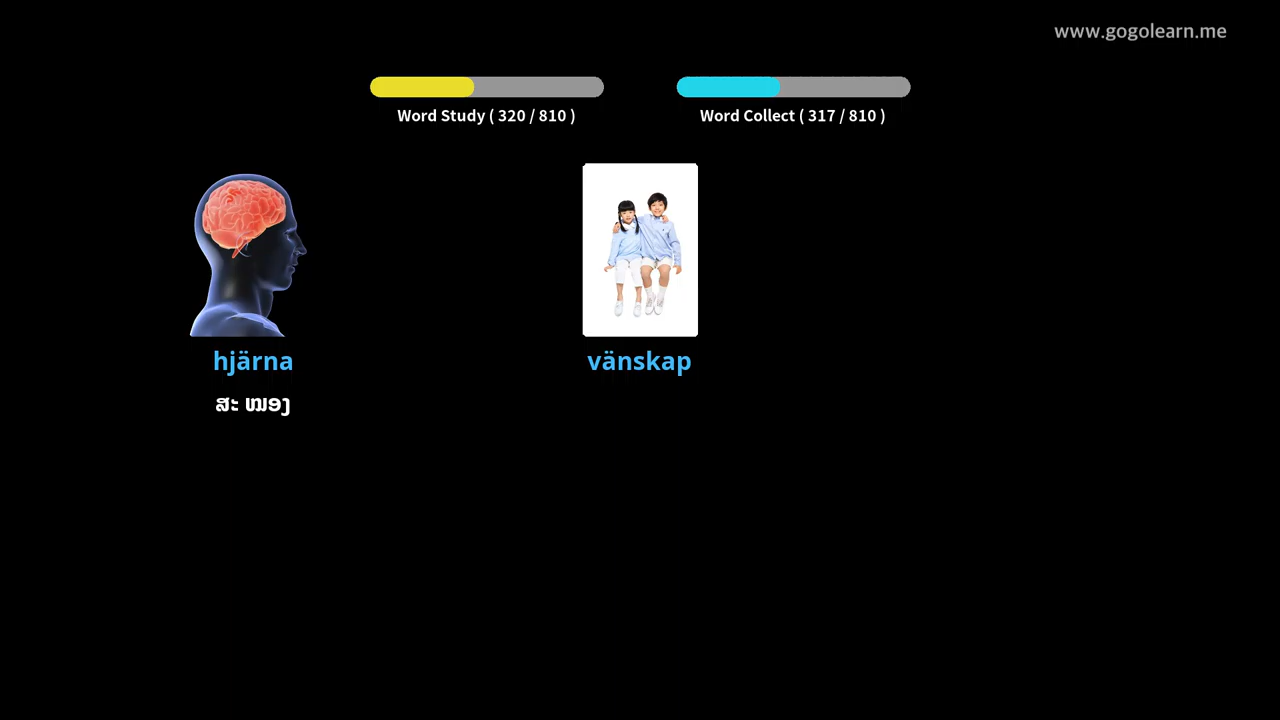 www.gogolearn.me
Word Study ( 320 / 810 )
Word Collect ( 317 / 810 )
hjärna
vänskap
ສະ ໝອງ